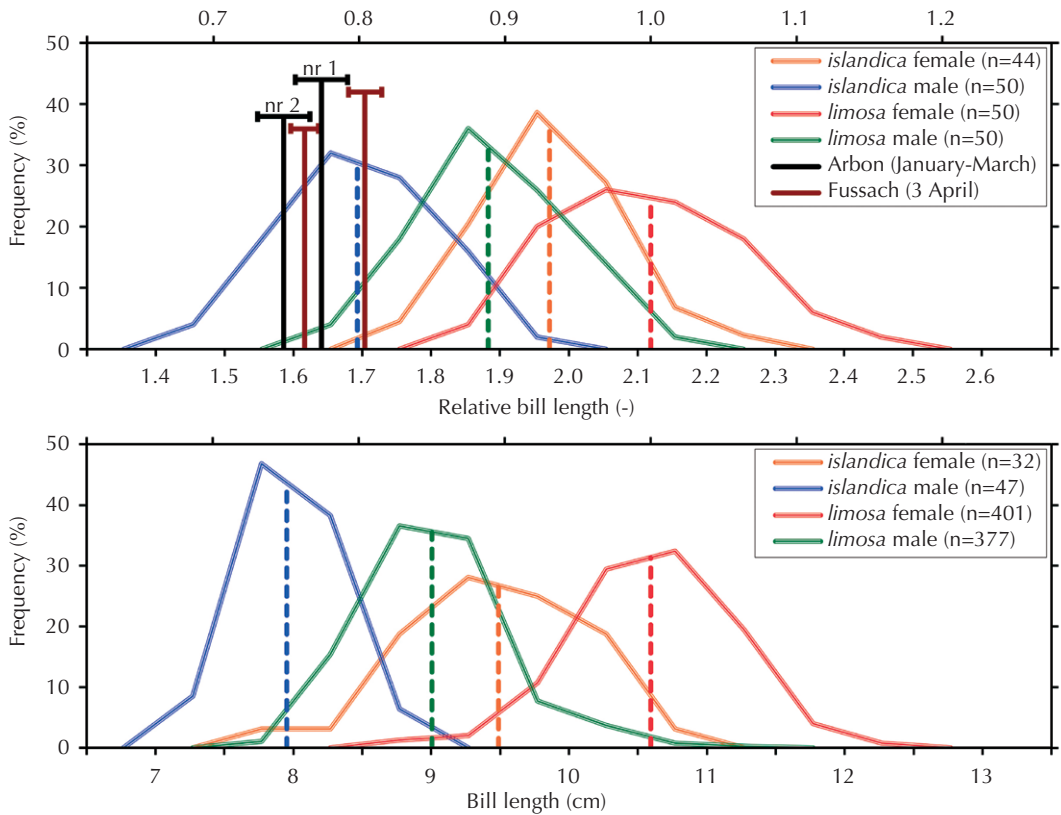 0.7 0.8 0.9 1.0 1.1 1.2
50
40
30
20
10
0
Frequency (%)
nr 1
nr 2
islandica female (n=44)
islandica male (n=50)
limosa female (n=50)
limosa male (n=50)
Arbon (January-March)
Fussach (3 April)
1.4 1.5 1.6 1.7 1.8 1.9 2.0 2.1 2.2 2.3 2.4 2.5 2.6
Relative bill length (-)
50
40
30
20
10
0
Frequency (%)
islandica female (n=32)
islandica male (n=47)
limosa female (n=401)
limosa male (n=377)
7 8 9 10 11 12 13
Bill length (cm)